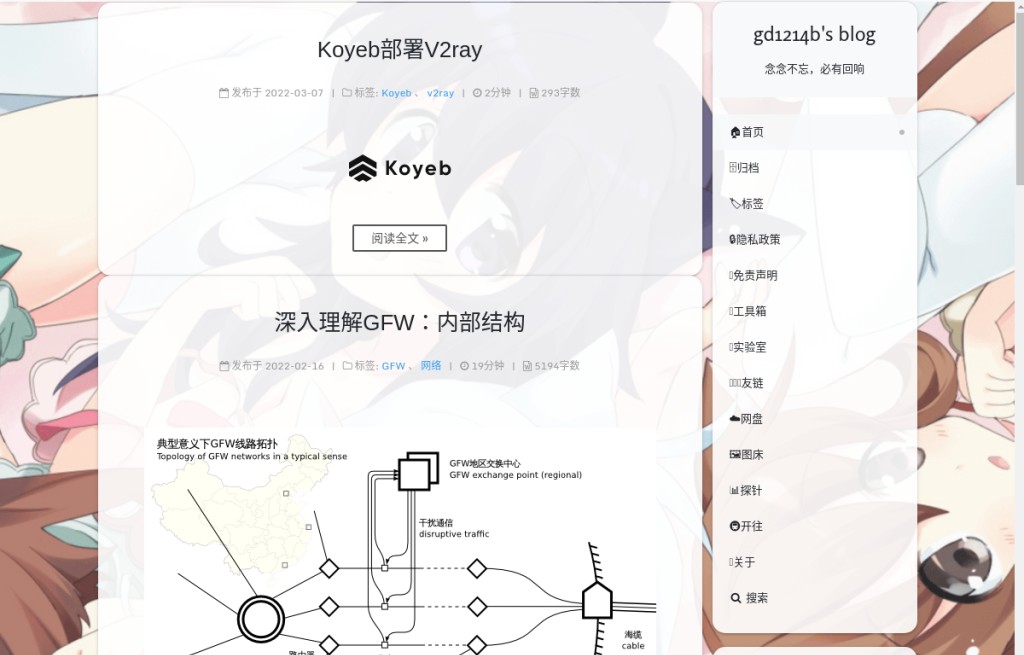 Koyeb部署V2ray
发布于 2022-03-07 | 标签: Koyeb 、 v2ray | 2分钟 | 293字数
Koyeb
阅读全文 »
深入理解GFW：内部结构
发布于 2022-02-16 | 标签: GFW 、 网络 | 19分钟 | 5194字数
典型意义下GFW线路拓扑
Topology of GFW networks in a typical sense
GFW地区交换中心
GFW exchange point (regional)
干扰通信
disruptive traffic
海缆
cable
gd1214b's blog
念念不忘，必有回响
首页
归档
标签
隐私政策
免责声明
工具箱
实验室
友链
网盘
图床
探针
开往
关于
搜索